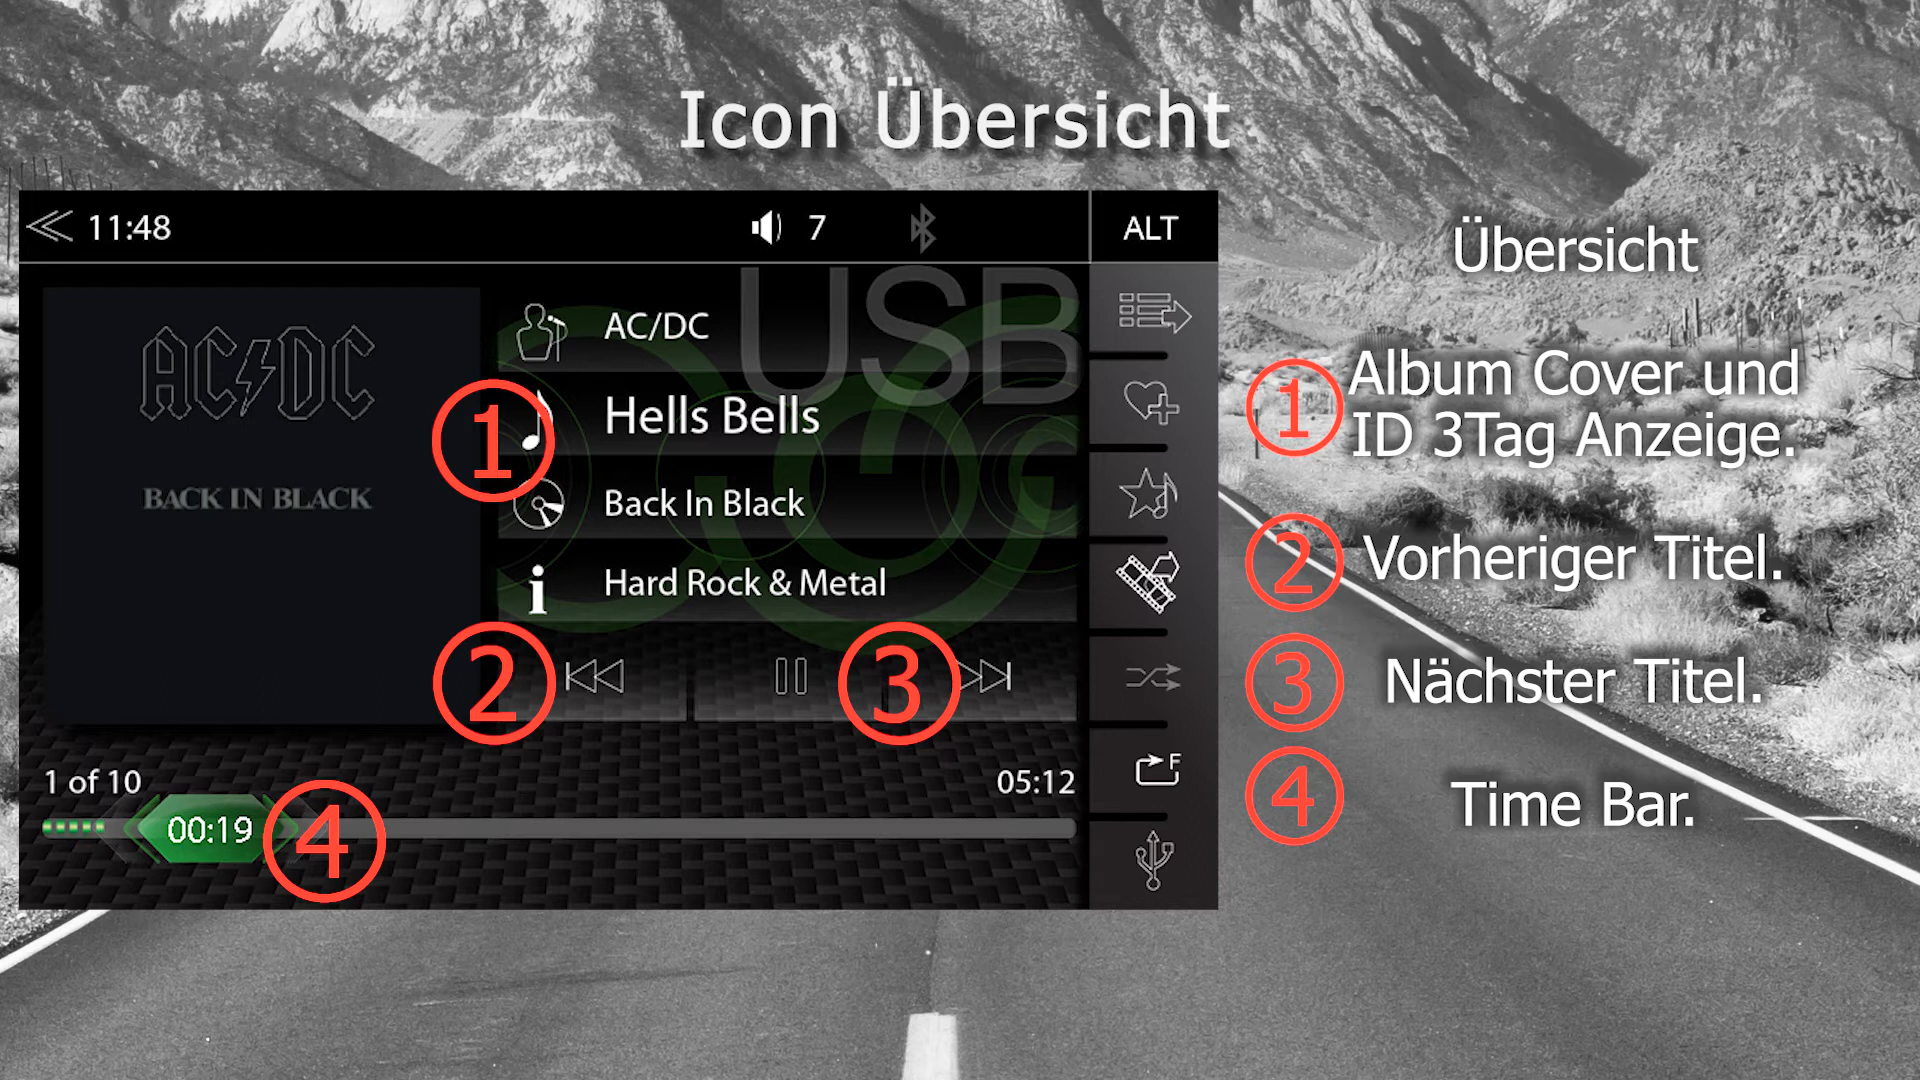 Icon Übersicht
11:48
7
ALT
USB
AC/DC
BACK IN BLACK
AC/DC
Hells Bells
Back In Black
i
Hard Rock & Metal
1
2
3
1 of 10
05:12
F
00:19
4
Übersicht
1 Album Cover und
ID 3Tag Anzeige.
2 Vorheriger Titel.
3 Nächster Titel.
4 Time Bar.